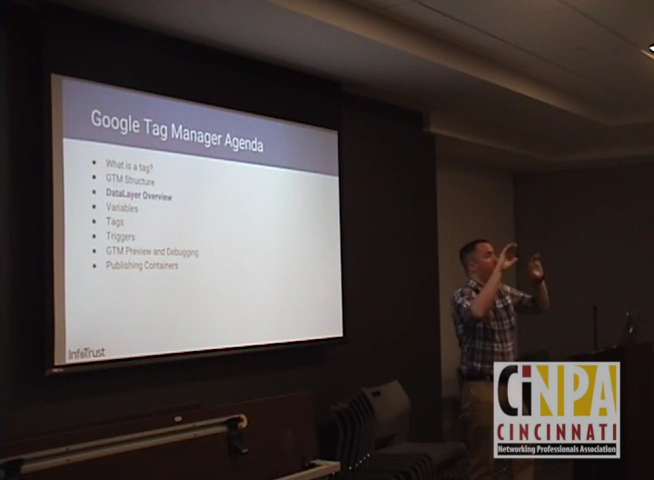 Google Tag Manager Agenda
What is a tag?
GTM Structure
DataLayer Overview
Variables
Tags
Triggers
GTM Preview and Debugging
Publishing Containers
InfoTrust
CiNPA
CINCINNATI
Networking Professionals Association